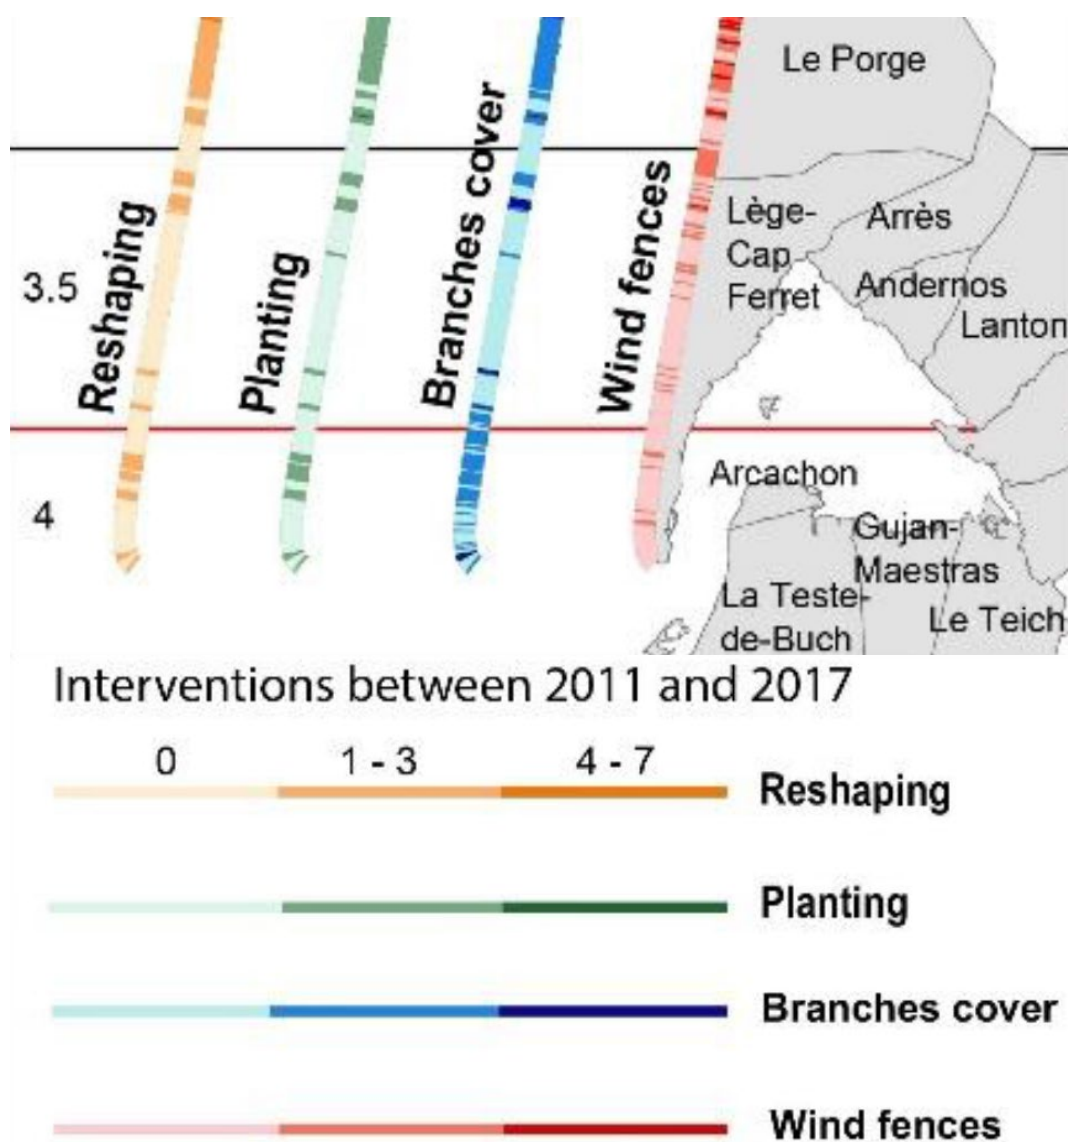 Le Porge
Reshaping
Planting
Branches cover
Wind fences
Lège-
Cap
Ferret
Arrès
3.5
Andernos
Lanton
Arcachon
4
Gujan-
Maestras
La Teste-
de-Buch
Le Teich
Interventions between 2011 and 2017
0 1 - 3 4 - 7
Reshaping
Planting
Branches cover
Wind fences